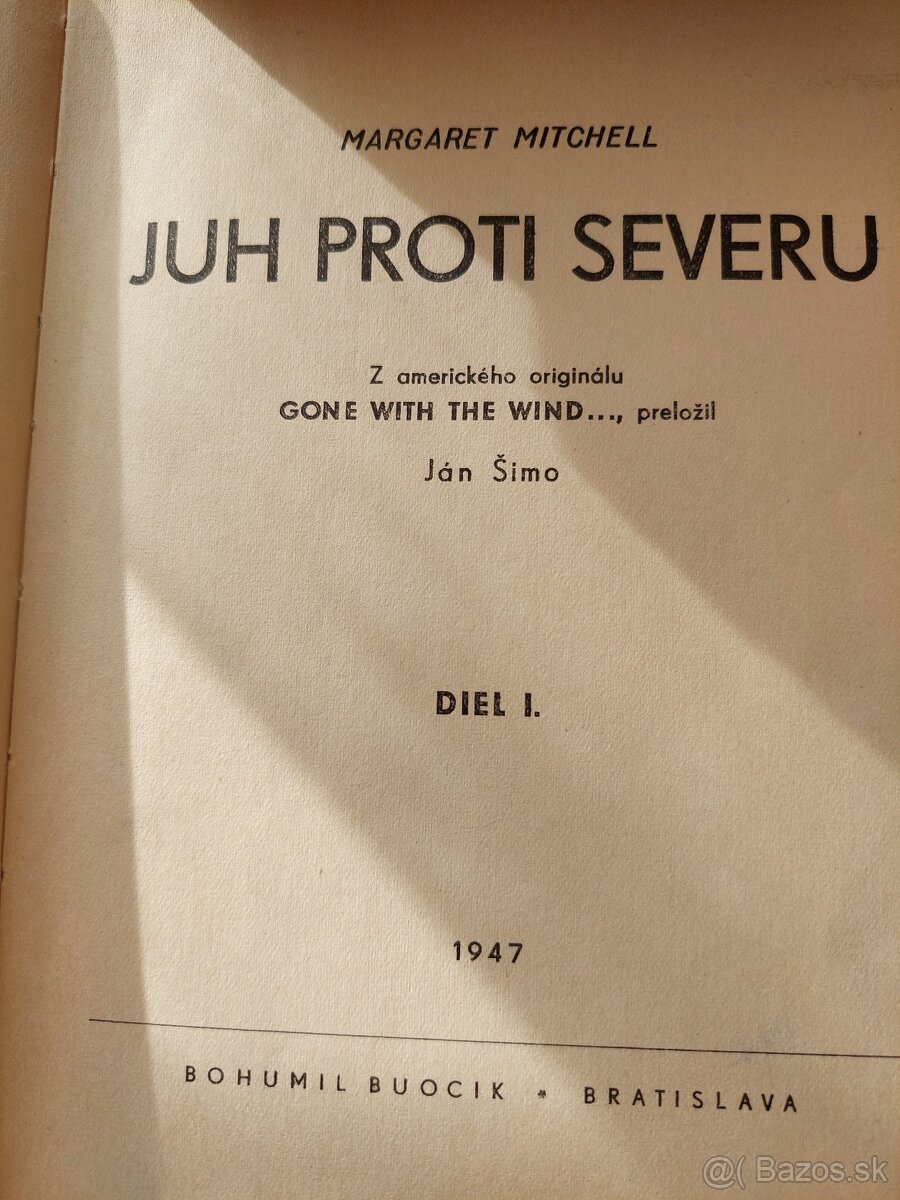 MARGARET MITCHELL
JUH PROTI SEVERU
Z amerického originálu
GONE WITH THE WIND..., preložil
Ján Šimo
DIEL I.
1947
BOHUMIL BUOCIK * BRATISLAVA
@( Bazos.sk